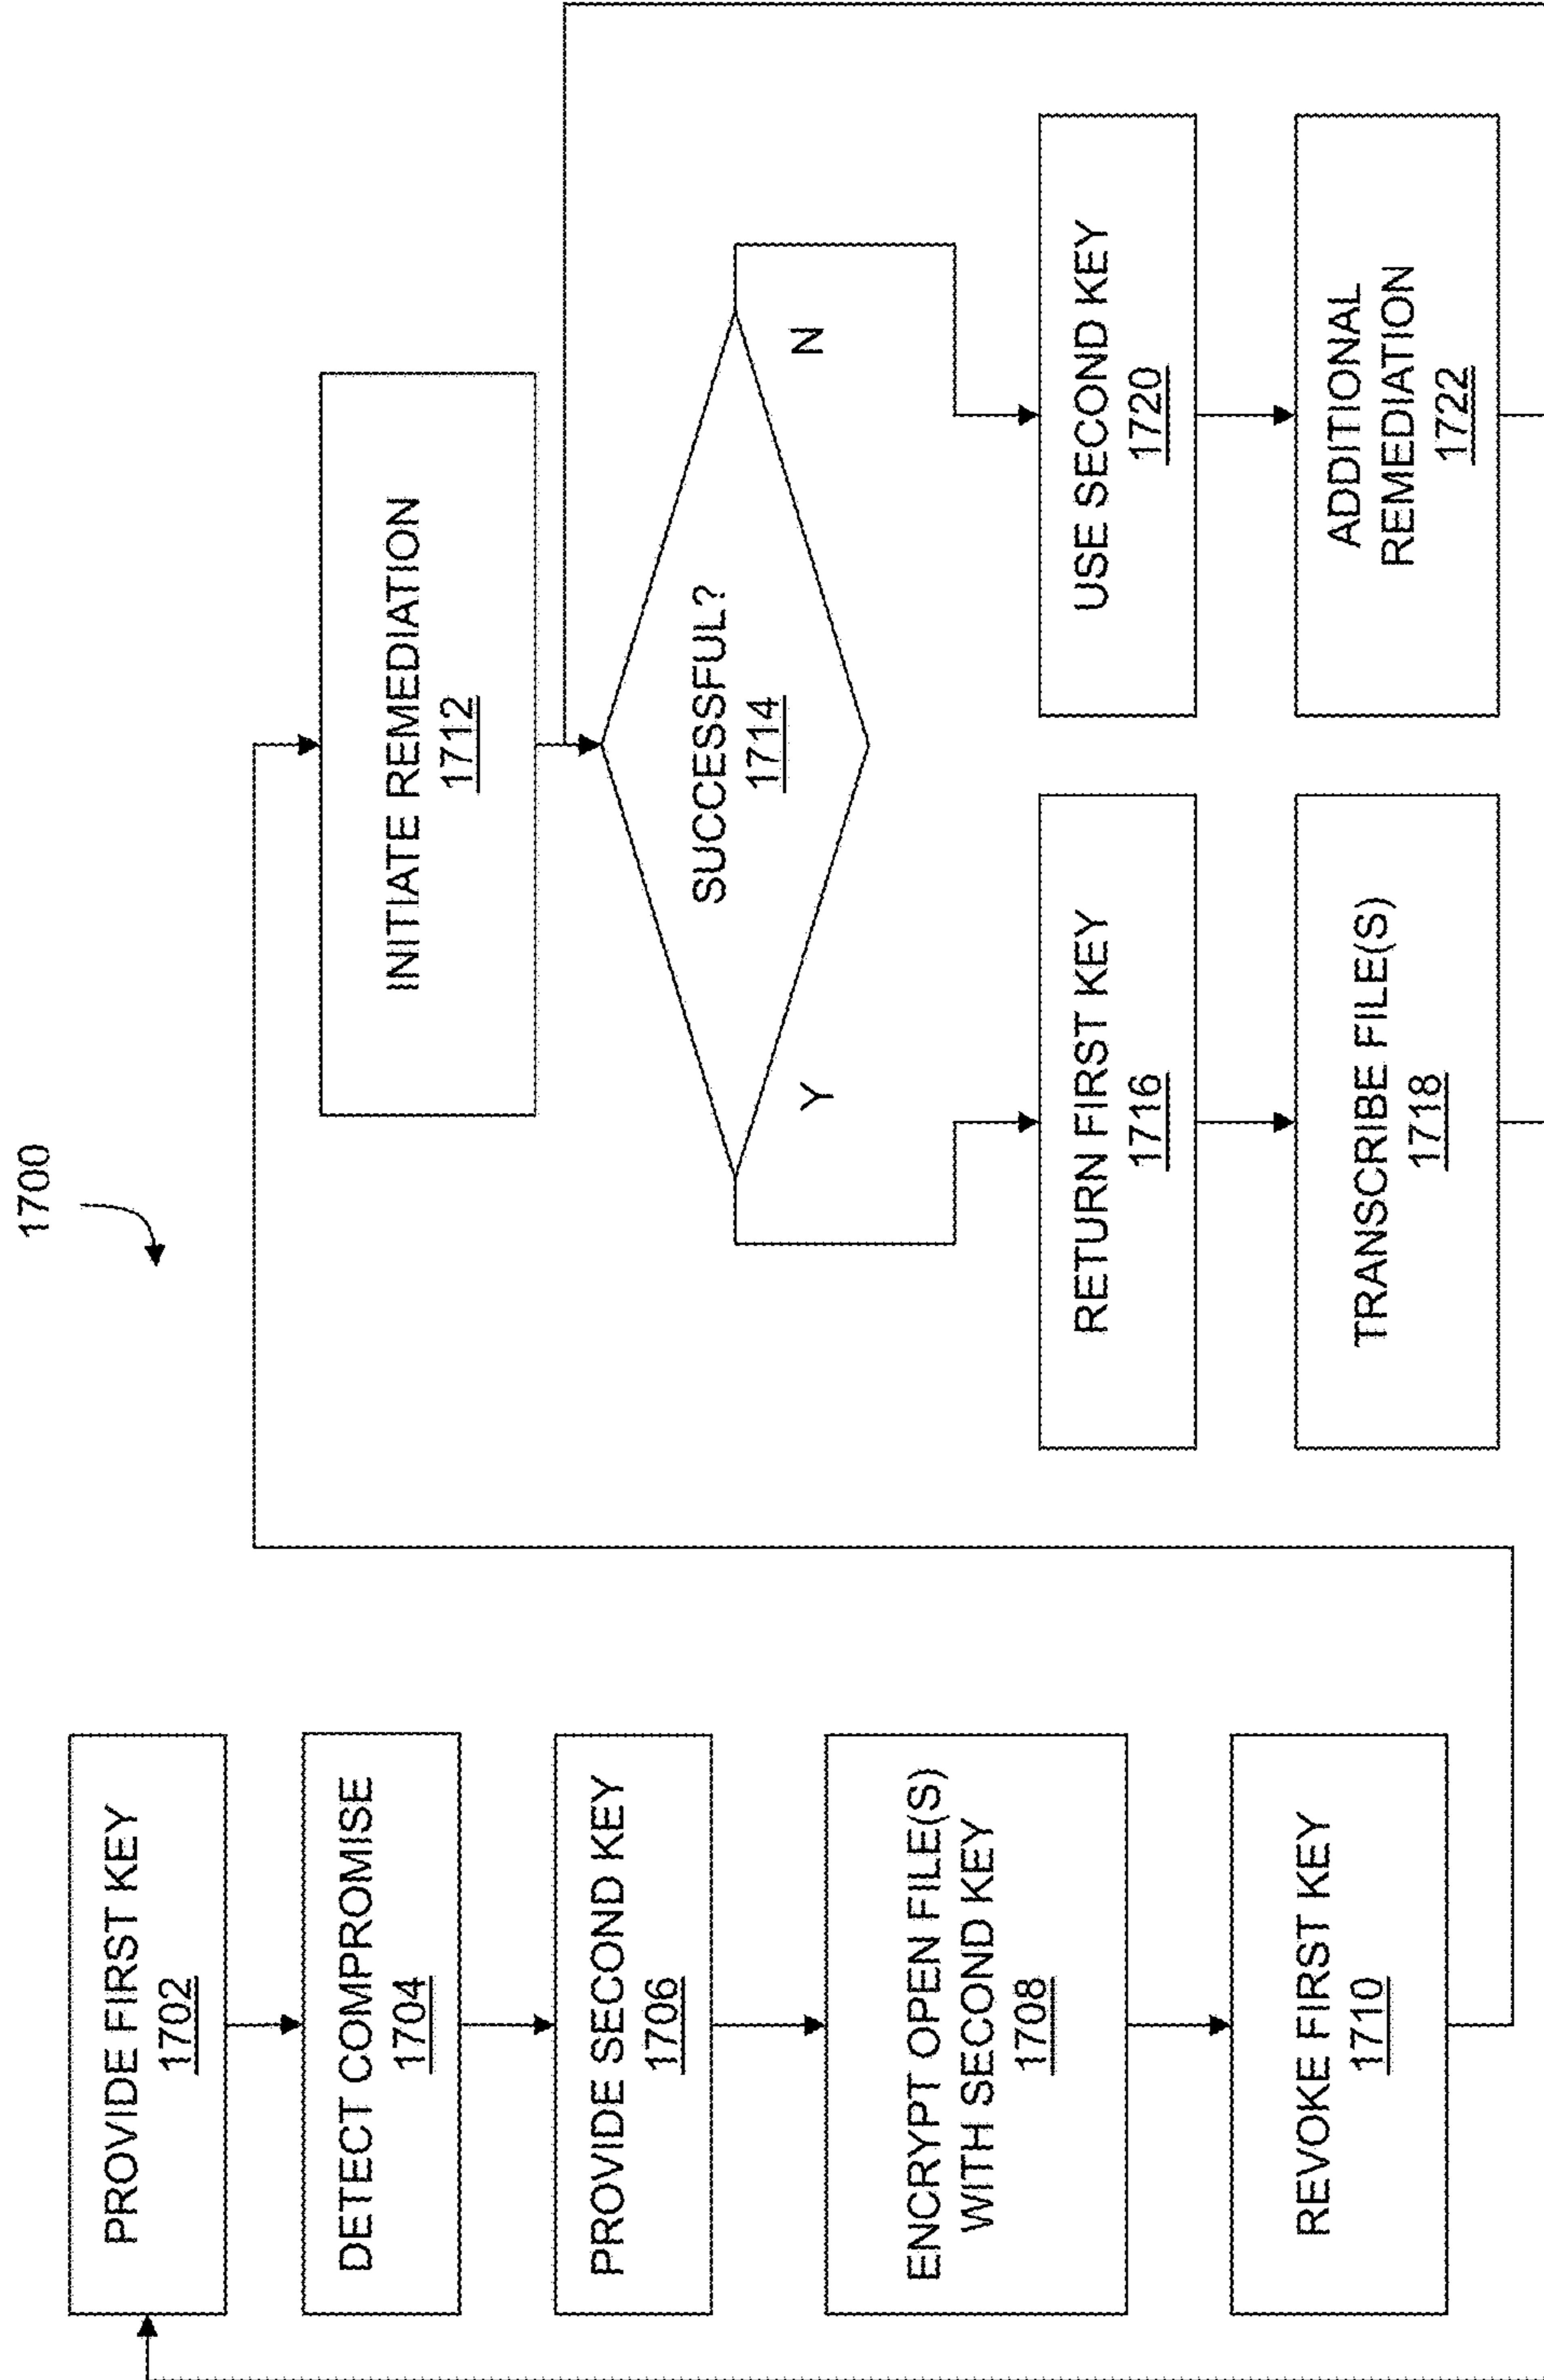 1700
PROVIDE FIRST KEY
1702
DETECT COMPROMISE
1704
PROVIDE SECOND KEY
1706
ENCRYPT OPEN FILE(S)
WITH SECOND KEY
1708
REVOKE FIRST KEY
1710
INITIATE REMEDIATION
1712
SUCCESSFUL?
1714
Y
N
RETURN FIRST KEY
1716
TRANSCRIBE FILE(S)
1718
USE SECOND KEY
1720
ADDITIONAL
REMEDIATION
1722